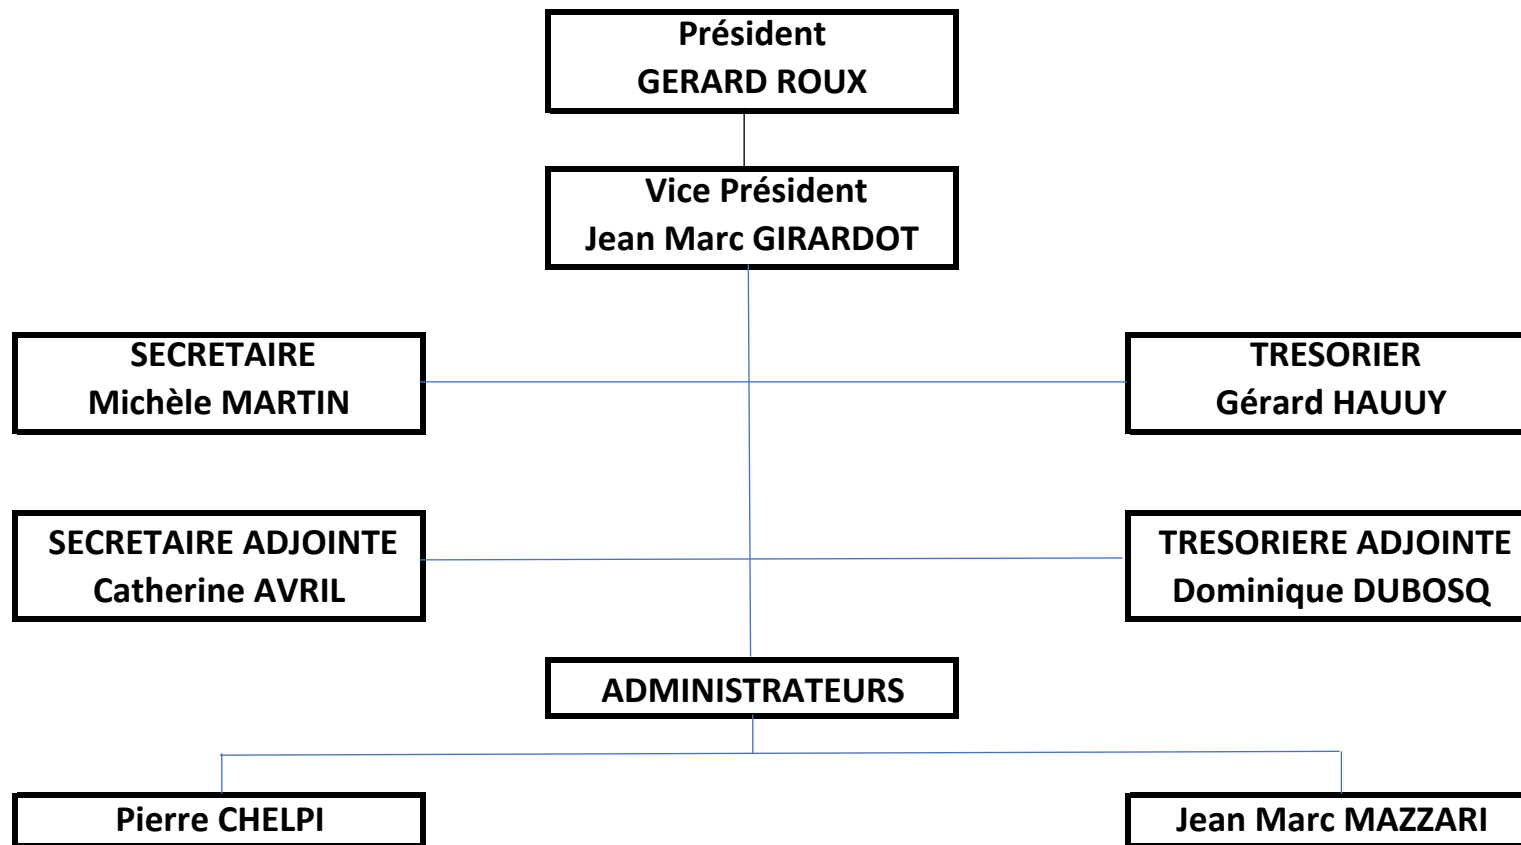 Président
GERARD ROUX
Vice Président
Jean Marc GIRARDOT
SECRETAIRE
Michèle MARTIN
TRESORIER
Gérard HAUUY
SECRETAIRE ADJOINTE
Catherine AVRIL
TRESORIERE ADJOINTE
Dominique DUBOSQ
ADMINISTRATEURS
Pierre CHELPI
Jean Marc MAZZARI